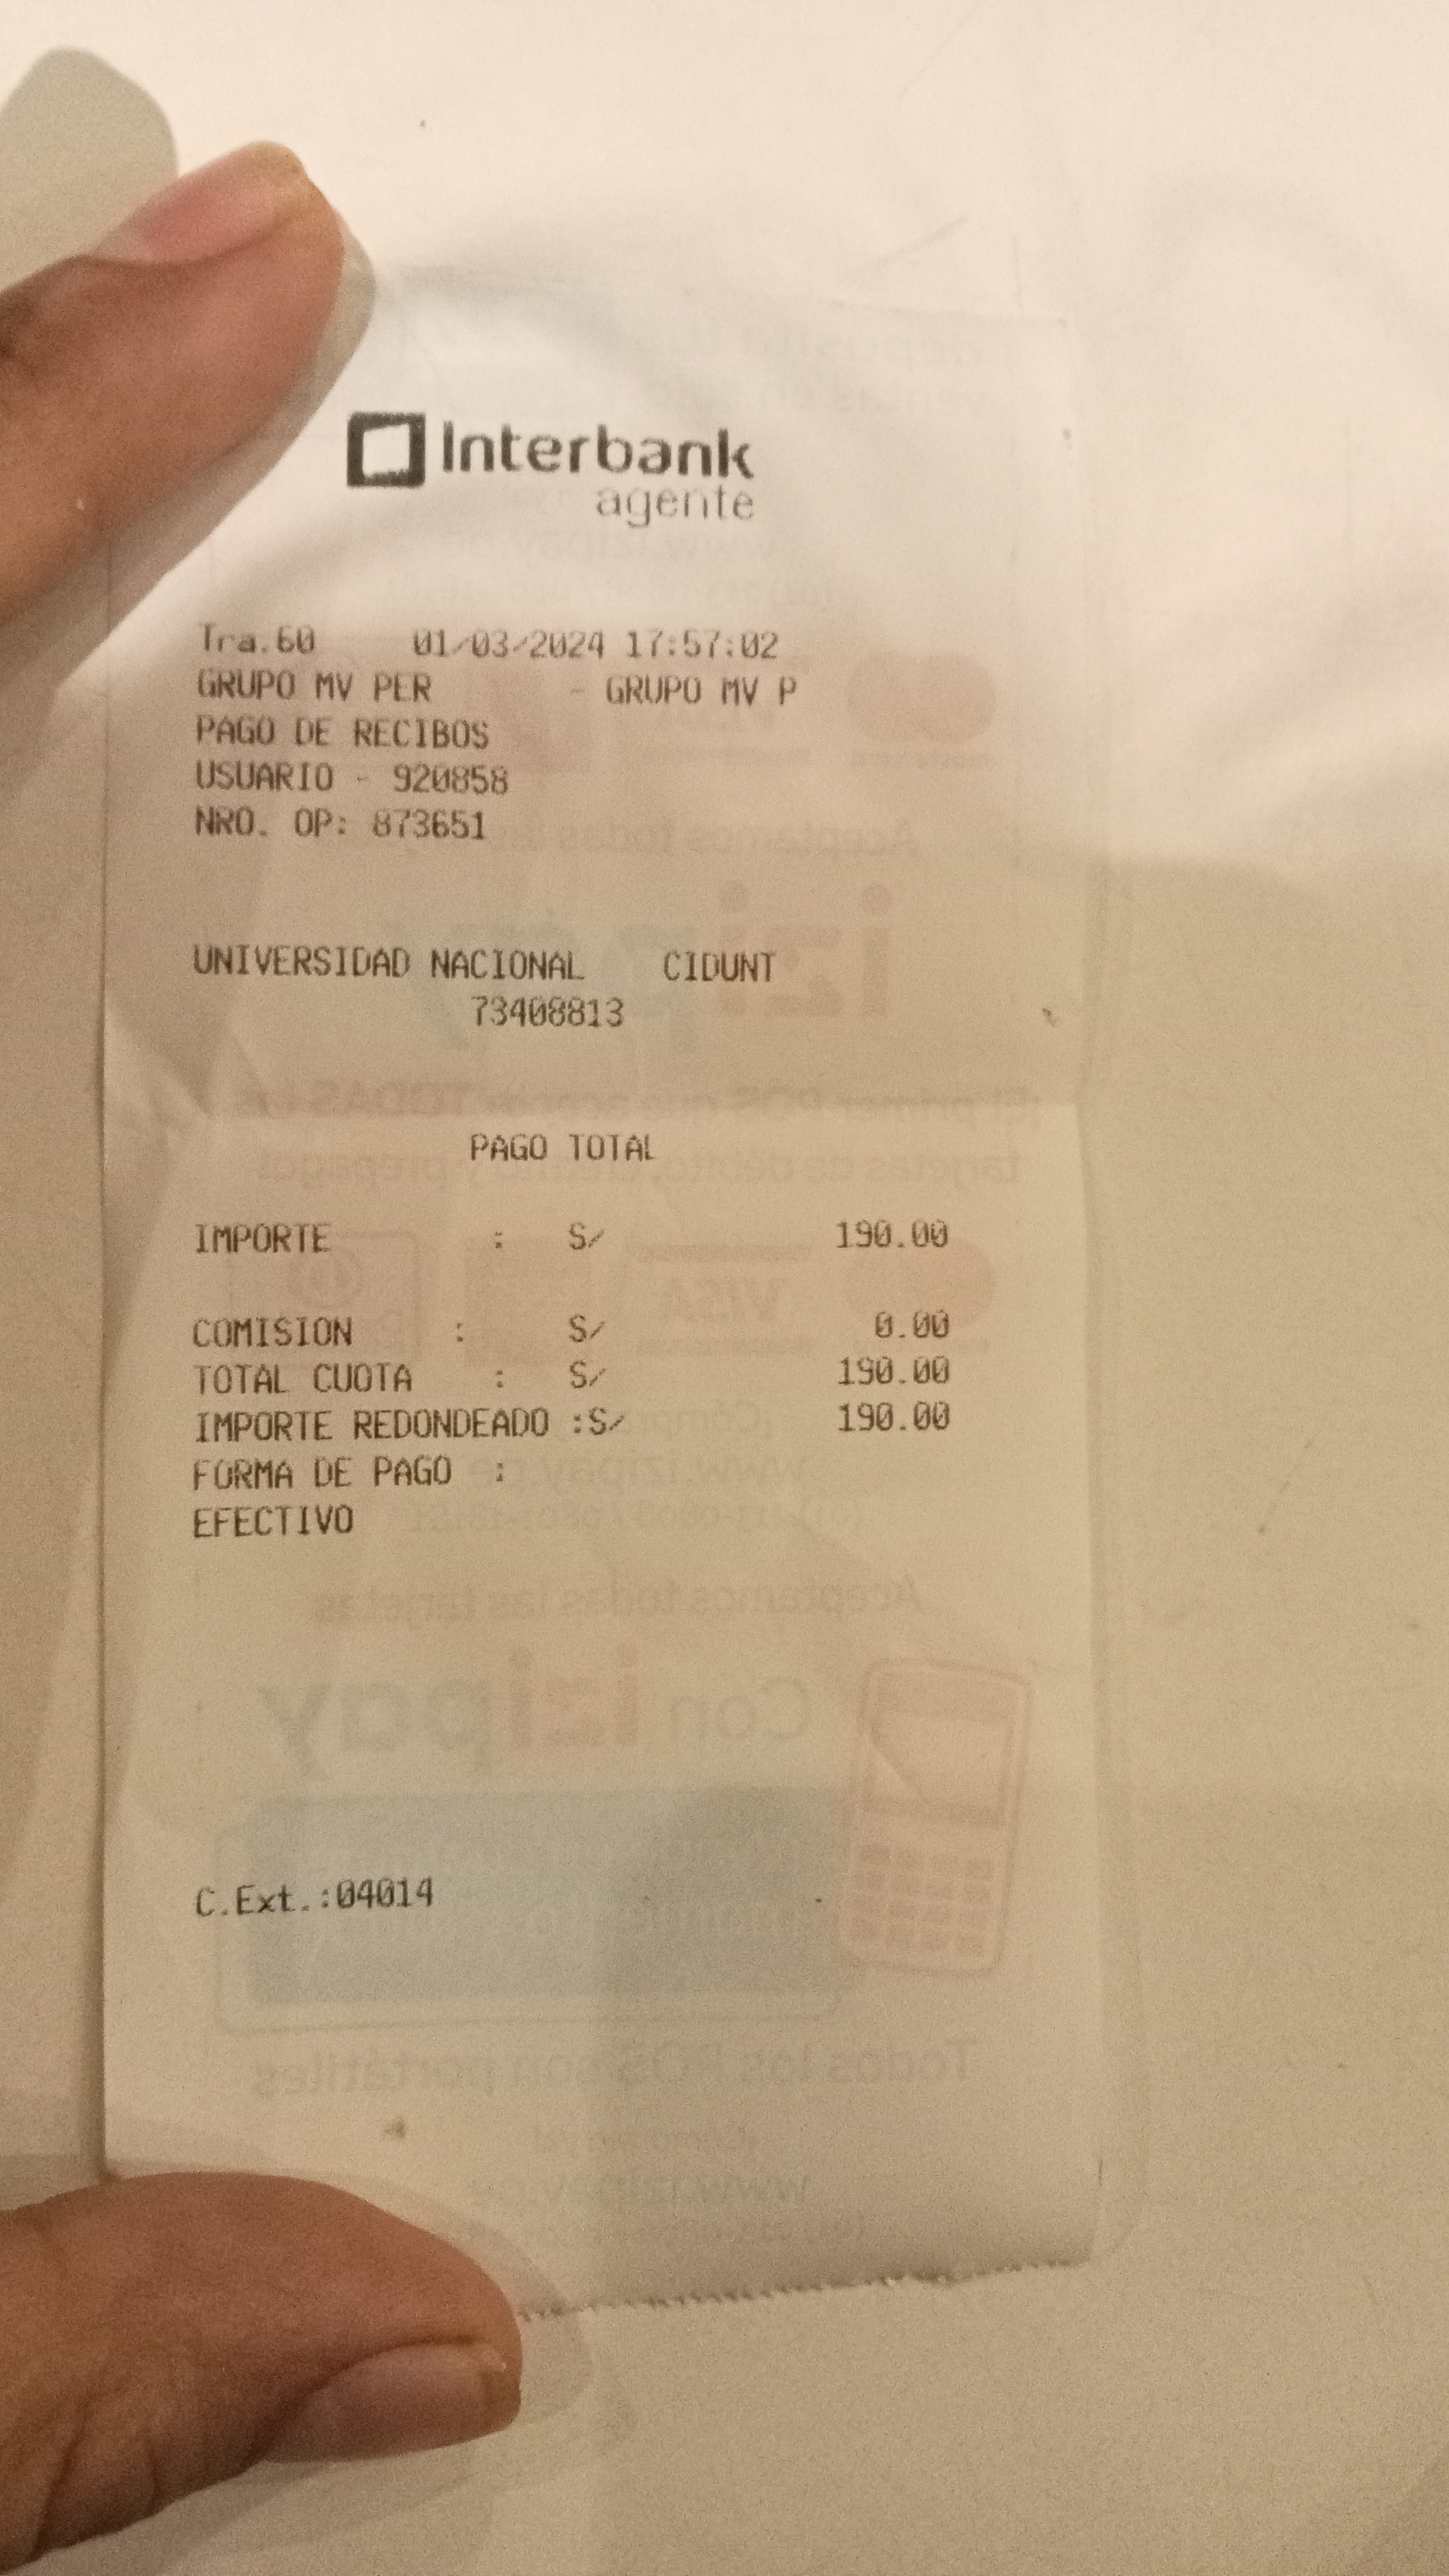 Interbank
agente
Tra.60 01/03/2024 17:57:02
GRUPO MV PER - GRUPO MV P
PAGO DE RECIBOS
USUARIO - 920858
NRO. OP: 873651
UNIVERSIDAD NACIONAL CIDUNT
73408813
PAGO TOTAL
IMPORTE : S/ 190.00
COMISION : S/ 0.00
TOTAL CUOTA : S/ 190.00
IMPORTE REDONDEADO :S/ 190.00
FORMA DE PAGO :
EFECTIVO
C.Ext.:04014